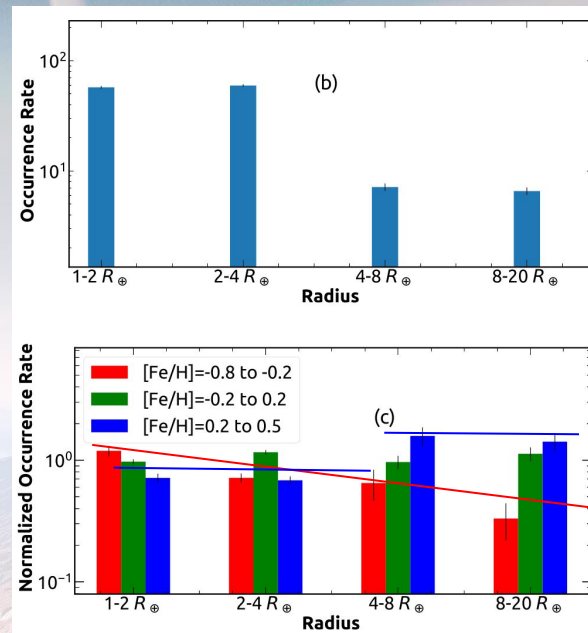 (b)
Occurrence Rate
10²
10¹
1-2 R⊕ 2-4 R⊕ 4-8 R⊕ 8-20 R⊕
Radius
[Fe/H]=-0.8 to -0.2
[Fe/H]=-0.2 to 0.2
[Fe/H]=0.2 to 0.5
(c)
Normalized Occurrence Rate
10⁰
10⁻¹
1-2 R⊕ 2-4 R⊕ 4-8 R⊕ 8-20 R⊕
Radius